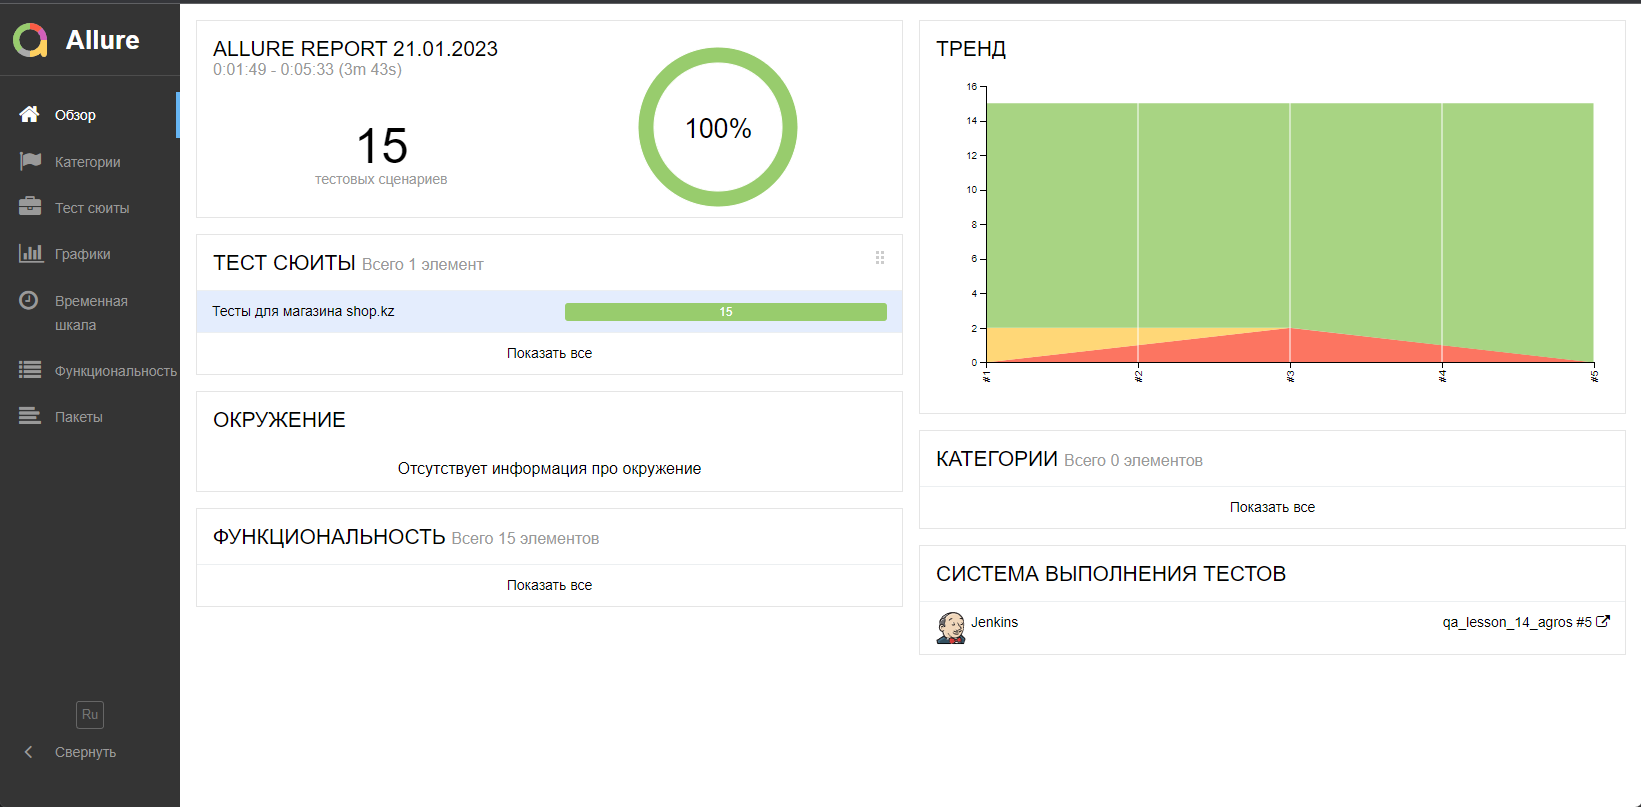 Allure
Обзор
Категории
Тест сюиты
Графики
Временная
шкала
Функциональность
Пакеты
Ru
Свернуть
ALLURE REPORT 21.01.2023
0:01:49 - 0:05:33 (3m 43s)
15
тестовых сценариев
100%
ТЕСТ СЮИТЫ Всего 1 элемент
Тесты для магазина shop.kz 15
Показать все
ОКРУЖЕНИЕ
Отсутствует информация про окружение
ФУНКЦИОНАЛЬНОСТЬ Всего 15 элементов
Показать все
ТРЕНД
16
14
12
10
8
6
4
2
0
#1 #2 #3 #4 #5
КАТЕГОРИИ Всего 0 элементов
Показать все
СИСТЕМА ВЫПОЛНЕНИЯ ТЕСТОВ
Jenkins qa_lesson_14_agros #5